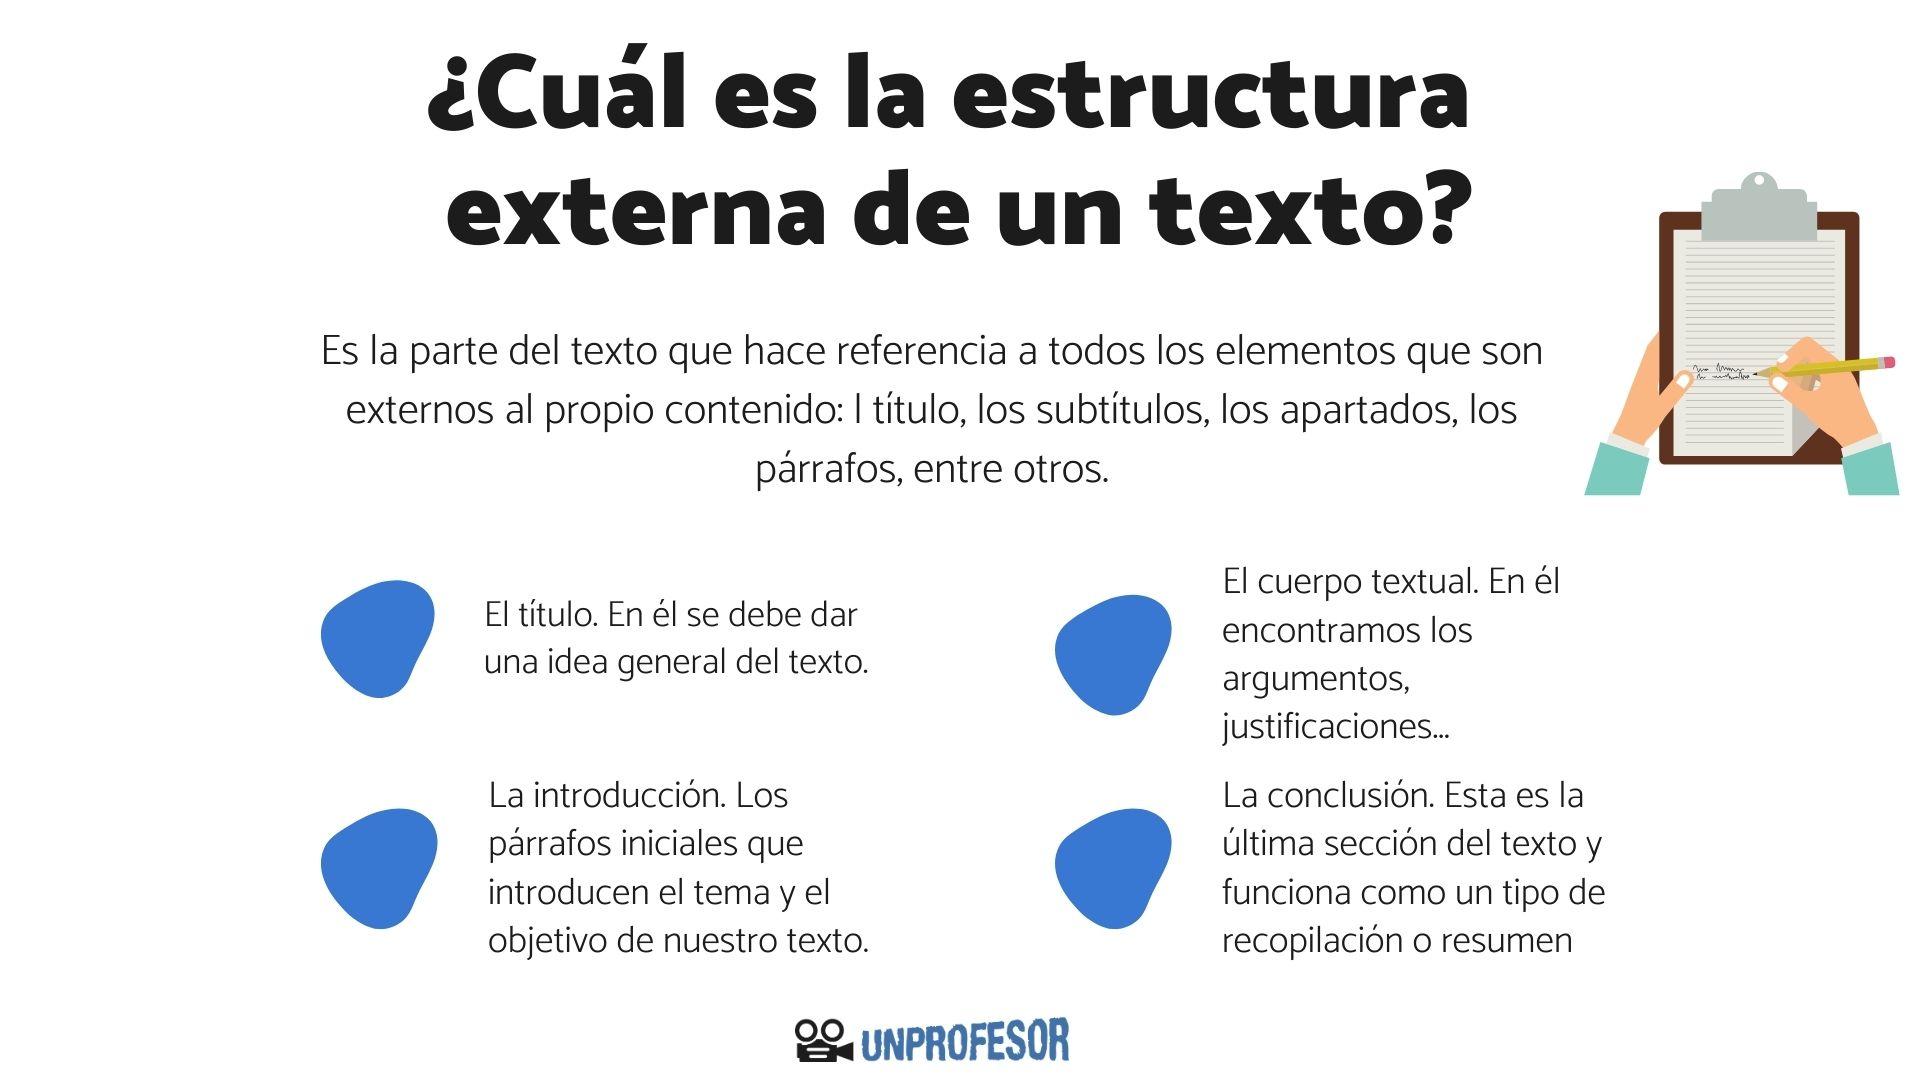 ¿Cuál es la estructura
externa de un texto?
Es la parte del texto que hace referencia a todos los elementos que son
externos al propio contenido: l título, los subtítulos, los apartados, los
párrafos, entre otros.
El título. En él se debe dar
una idea general del texto.
La introducción. Los
párrafos iniciales que
introducen el tema y el
objetivo de nuestro texto.
El cuerpo textual. En él
encontramos los
argumentos,
justificaciones...
La conclusión. Esta es la
última sección del texto y
funciona como un tipo de
recopilación o resumen
UNPROFESOR